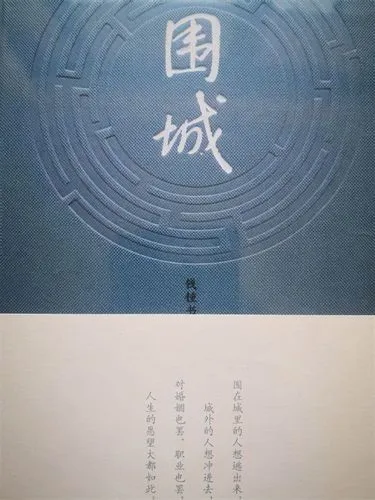 围
城
钱锺书
围在城里的人想逃出来，
城外的人想冲进去，
对婚姻也罢，职业也罢，
人生的愿望大都如此，